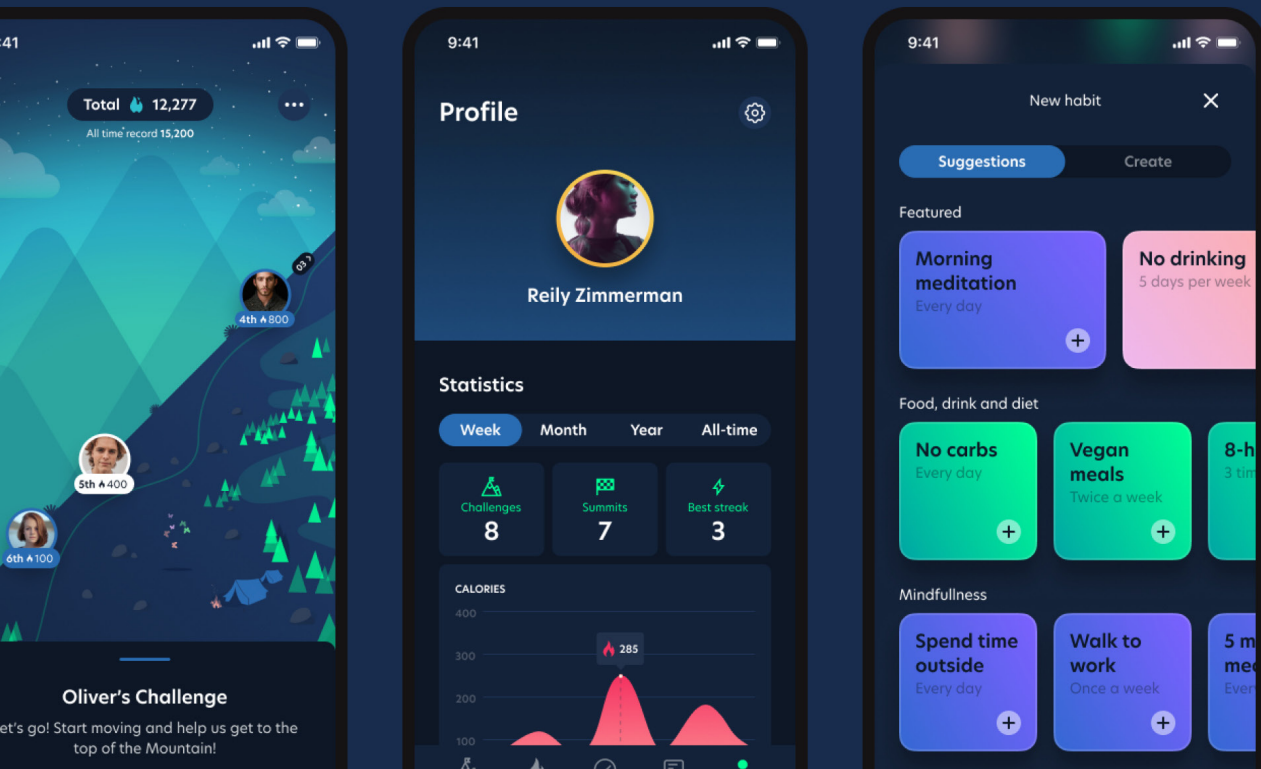 :41
Total 12,277
All time record 15,200
4th 800
5th 400
6th 100
Oliver's Challenge
et's go! Start moving and help us get to the
top of the Mountain!
9:41
Profile
Reily Zimmerman
Statistics
Week Month Year All-time
Challenges Summits Best streak
8 7 3
CALORIES
400
300
285
200
100
9:41
New habit
Suggestions Create
Featured
Morning
meditation
Every day
No drinking
5 days per week
Food, drink and diet
No carbs
Every day
Vegan
meals
Twice a week
8-h
3 tim
Mindfullness
Spend time
outside
Every day
Walk to
work
Once a week
5 m
med
Every